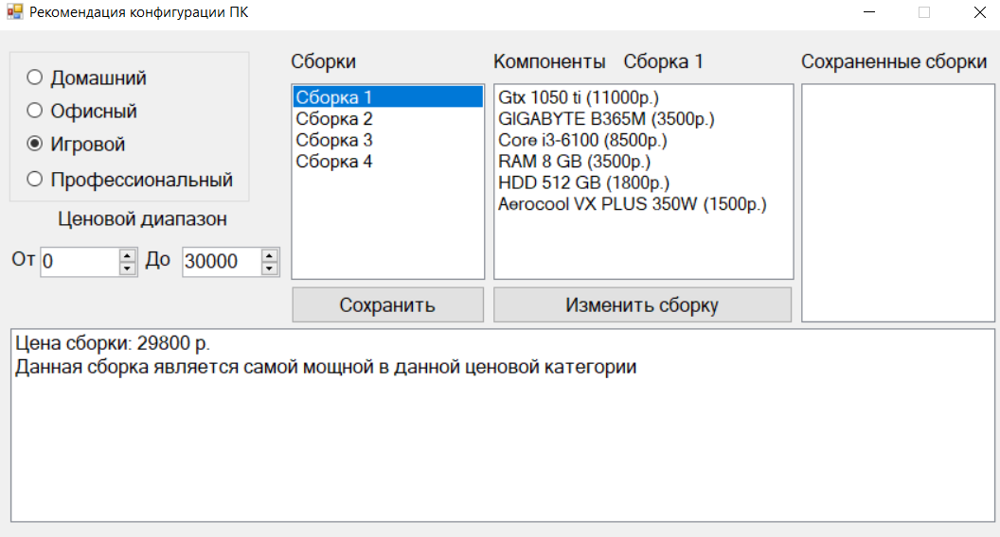 Рекомендация конфигурации ПК
Домашний
Офисный
Игровой
Профессиональный
Ценовой диапазон
От 0 До 30000
Сборки
Сборка 1
Сборка 2
Сборка 3
Сборка 4
Сохранить
Компоненты Сборка 1
Gtx 1050 ti (11000р.)
GIGABYTE B365M (3500р.)
Core i3-6100 (8500р.)
RAM 8 GB (3500р.)
HDD 512 GB (1800р.)
Aerocool VX PLUS 350W (1500р.)
Изменить сборку
Сохраненные сборки
Цена сборки: 29800 р.
Данная сборка является самой мощной в данной ценовой категории